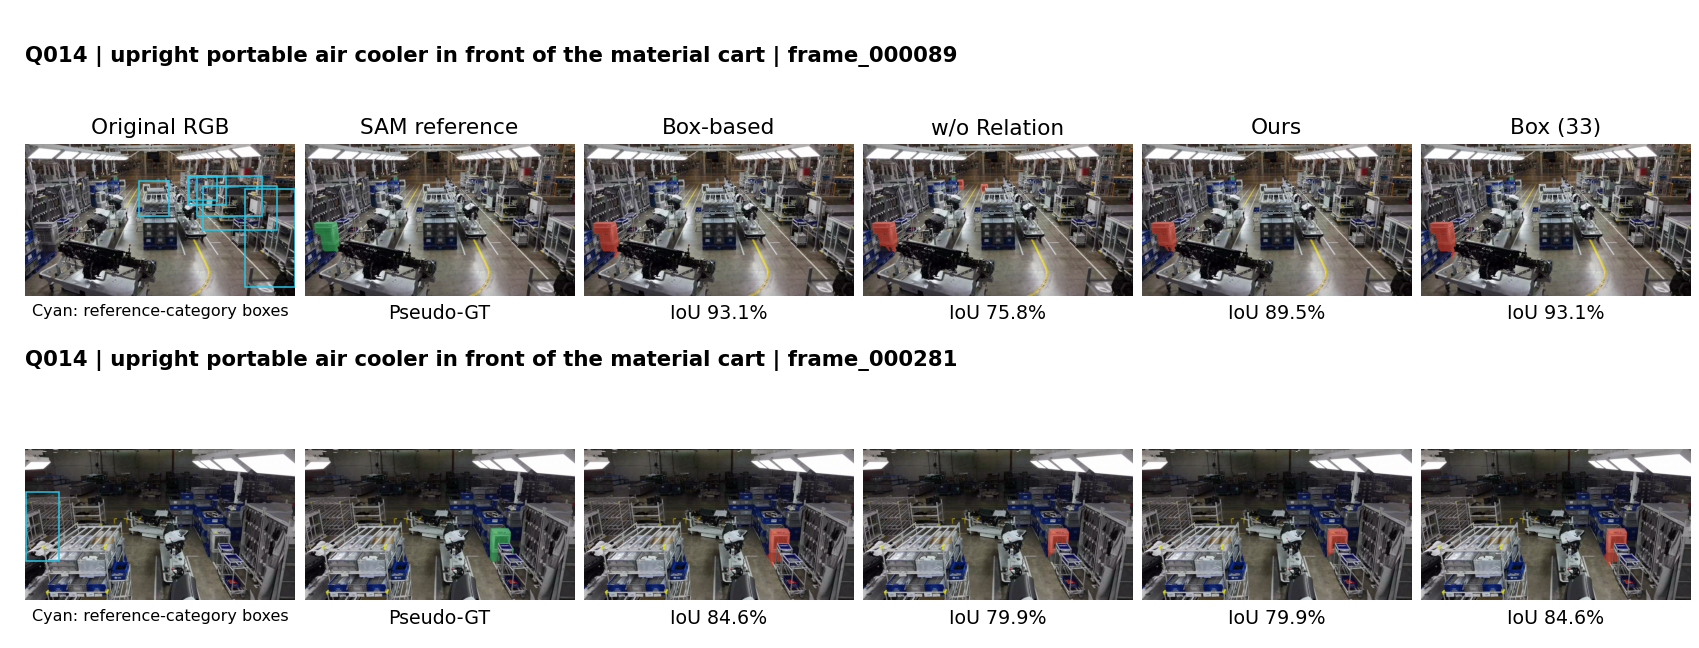 Q014 | upright portable air cooler in front of the material cart | frame_000089
Original RGB SAM reference Box-based w/o Relation Ours Box (33)
Cyan: reference-category boxes Pseudo-GT IoU 93.1% IoU 75.8% IoU 89.5% IoU 93.1%
Q014 | upright portable air cooler in front of the material cart | frame_000281
Cyan: reference-category boxes Pseudo-GT IoU 84.6% IoU 79.9% IoU 79.9% IoU 84.6%